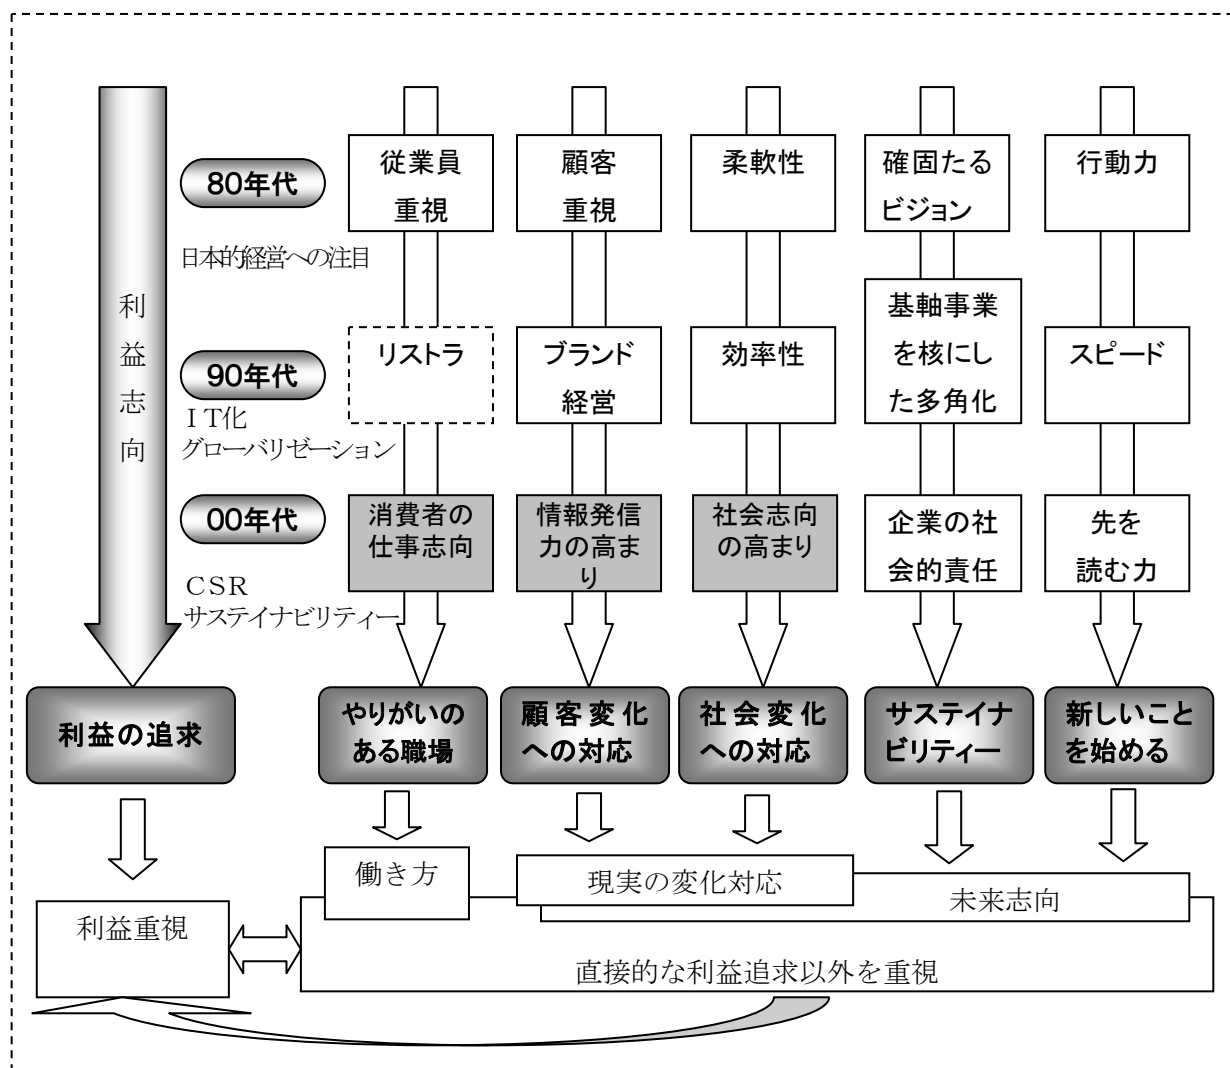 80年代
日本的経営への注目
従業員
重視
顧客
重視
柔軟性
確固たる
ビジョン
行動力
利益志向
90年代
ＩＴ化
グローバリゼーション
リストラ
ブランド
経営
効率性
基軸事業
を核にし
た多角化
スピード
00年代
ＣＳＲ
サステイナビリティー
消費者の
仕事志向
情報発信
力の高ま
り
社会志向
の高まり
企業の社
会的責任
先を
読む力
利益の追求
やりがいの
ある職場
顧客変化
への対応
社会変化
への対応
サステイナ
ビリティー
新しいこと
を始める
働き方
現実の変化対応
未来志向
利益重視
直接的な利益追求以外を重視